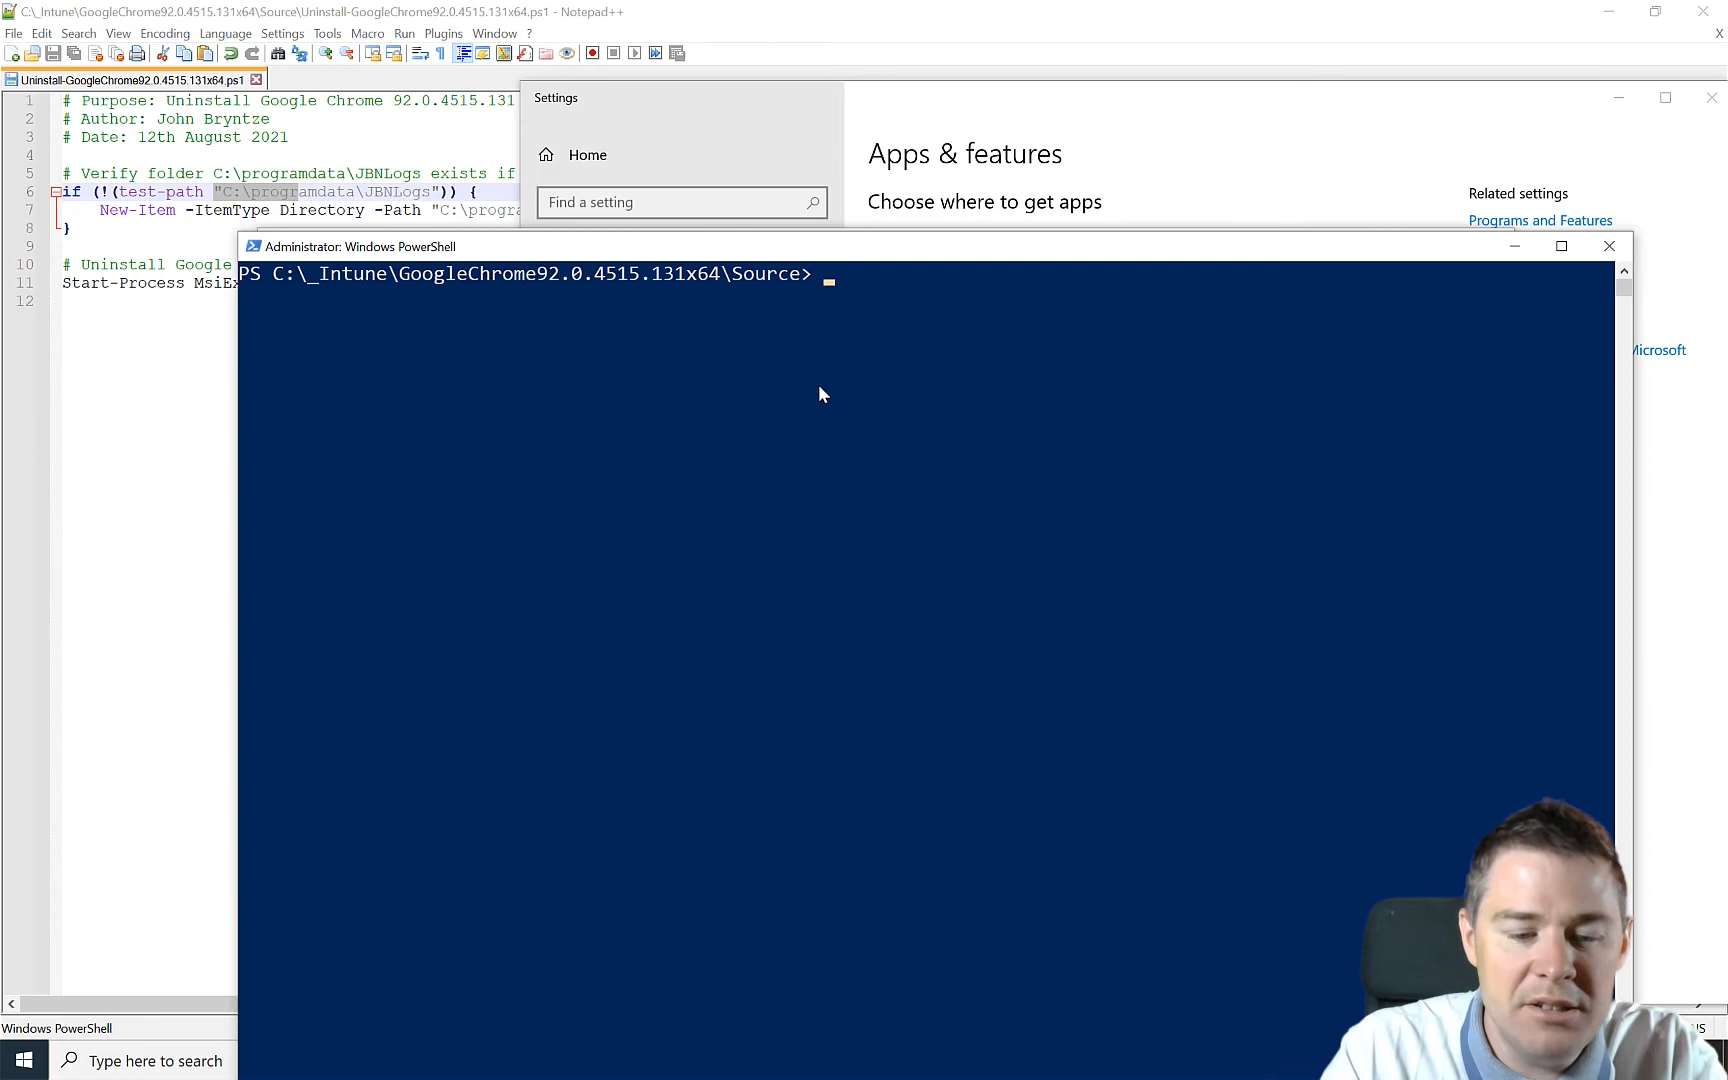 C:\_Intune\GoogleChrome92.0.4515.131x64\Source\Uninstall-GoogleChrome92.0.4515.131x64.ps1 - Notepad++
File Edit Search View Encoding Language Settings Tools Macro Run Plugins Window ? X
Uninstall-GoogleChrome92.0.4515.131x64.ps1
1 # Purpose: Uninstall Google Chrome 92.0.4515.131
2 # Author: John Bryntze
3 # Date: 12th August 2021
4
5 # Verify folder C:\programdata\JBNLogs exists if
6 if (!(test-path "C:\programdata\JBNLogs")) {
7 New-Item -ItemType Directory -Path "C:\progra
8 }
9
10 # Uninstall Google
11 Start-Process MsiEx
12
Settings
Home
Find a setting
Apps & features
Choose where to get apps
Related settings
Programs and Features
Microsoft
Administrator: Windows PowerShell
PS C:\_Intune\GoogleChrome92.0.4515.131x64\Source>
Windows PowerShell
Type here to search